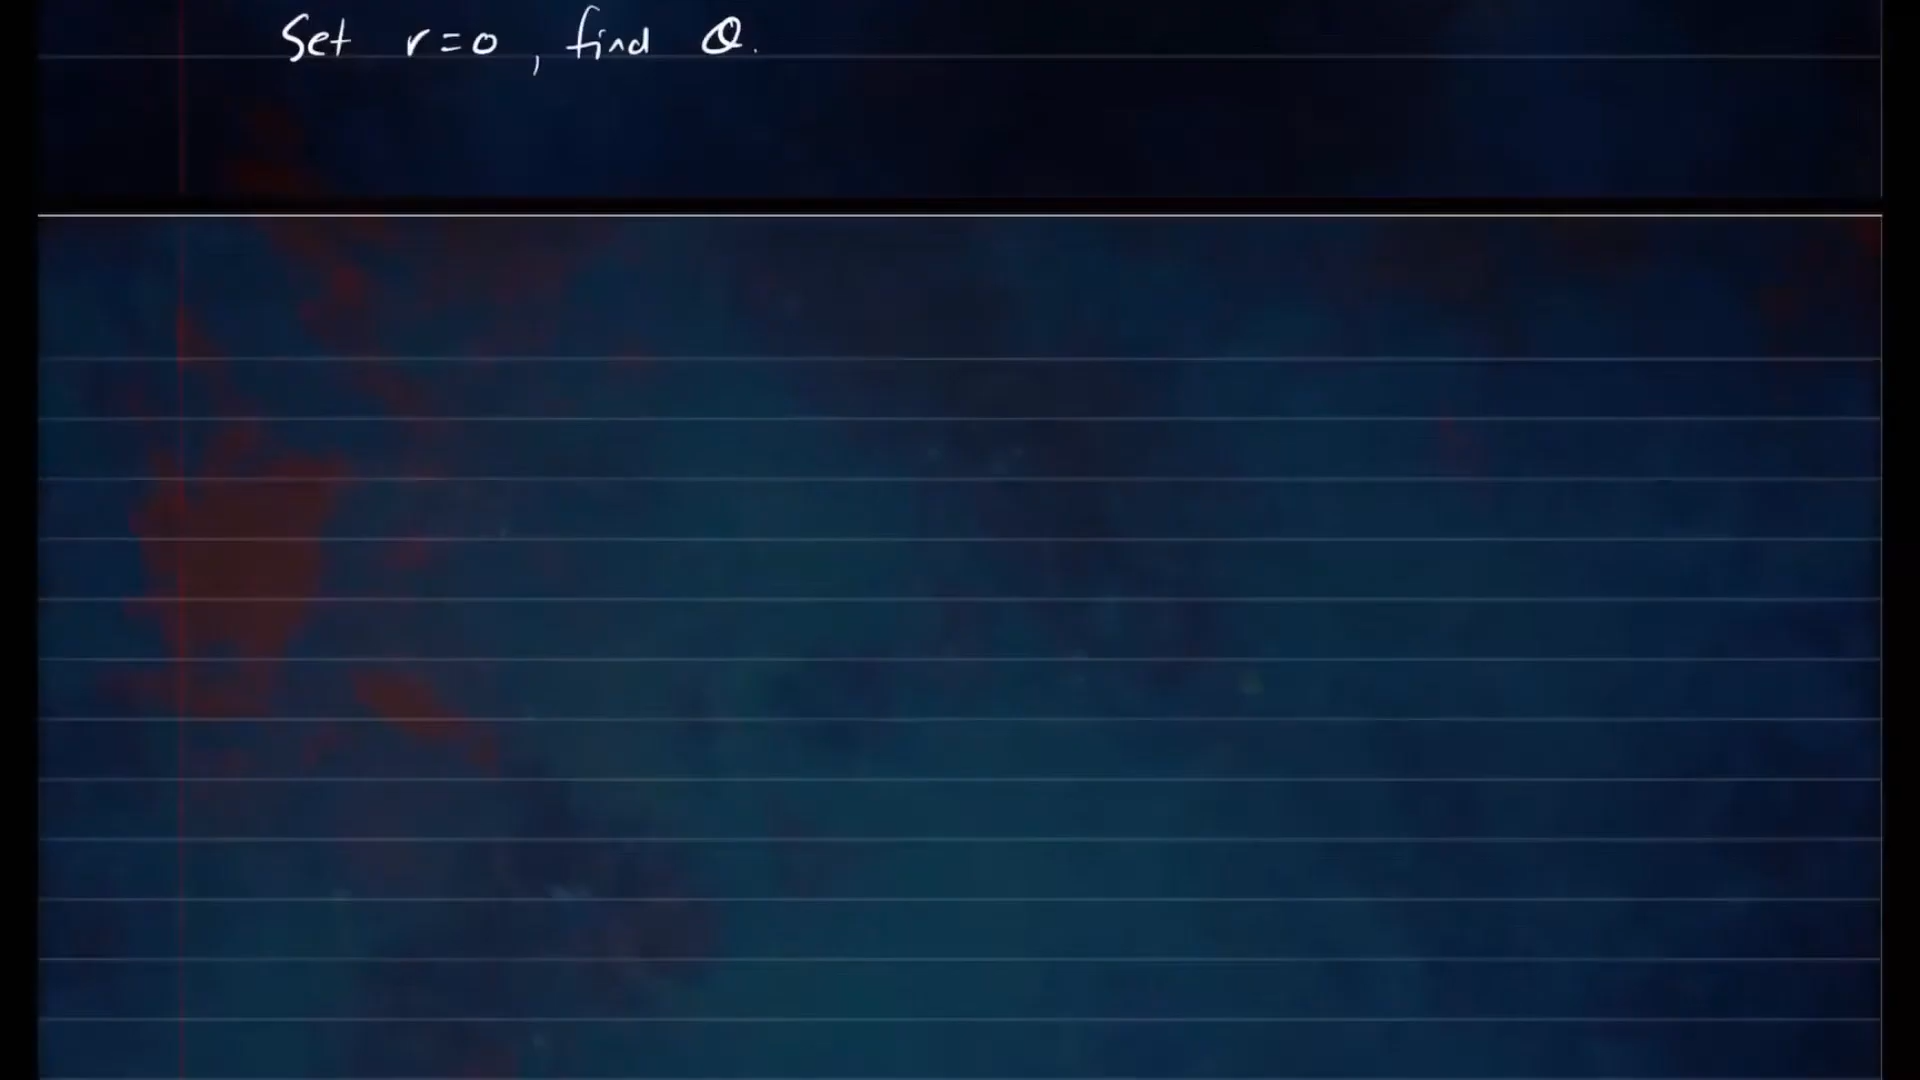 Set r=0, find θ.